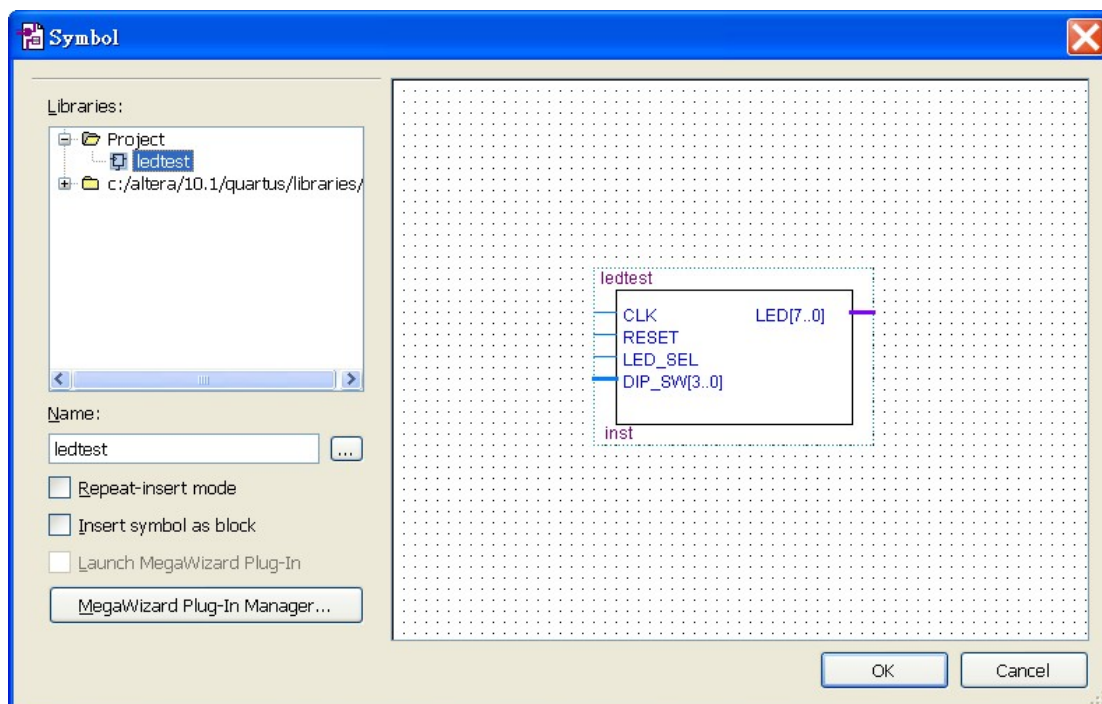 Symbol
Libraries:
Project
ledtest
c:/altera/10.1/quartus/libraries/
Name:
ledtest
...
Repeat-insert mode
Insert symbol as block
Launch MegaWizard Plug-In
MegaWizard Plug-In Manager...
ledtest
CLK LED[7..0]
RESET
LED_SEL
DIP_SW[3..0]
inst
OK Cancel